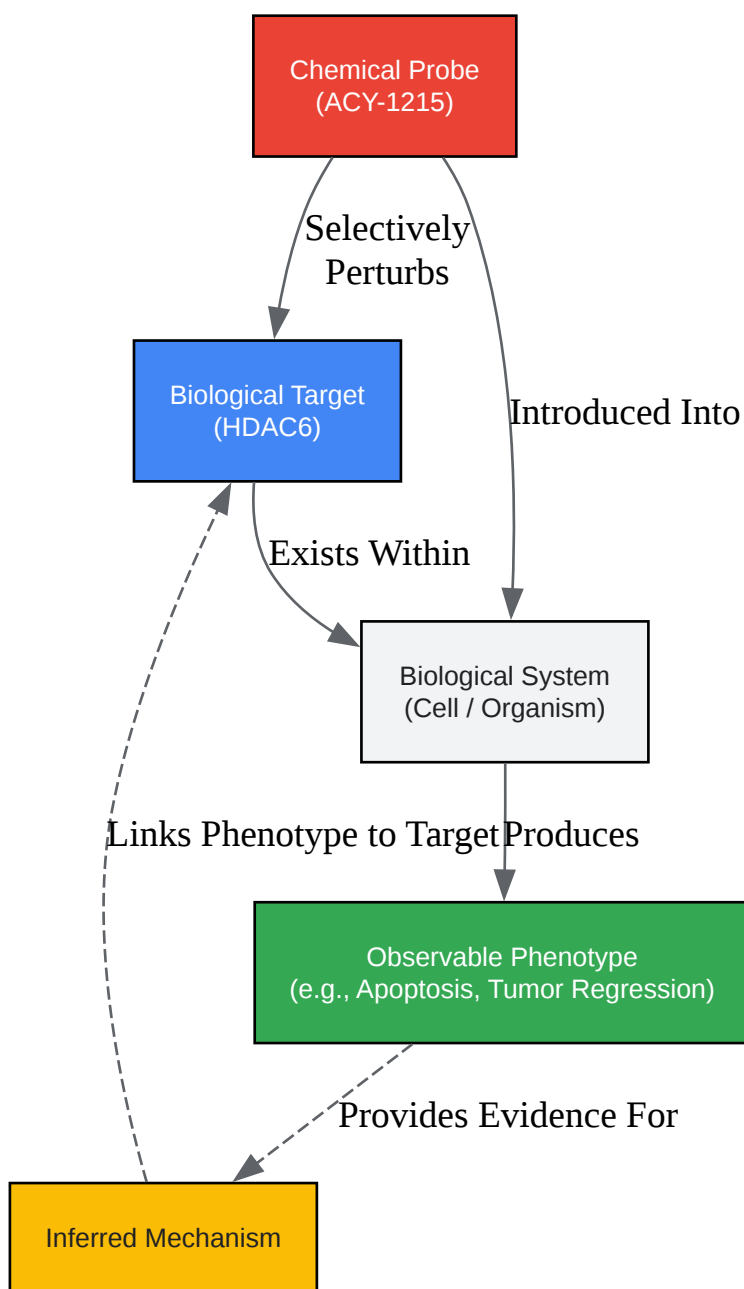 Chemical Probe
(ACY-1215)
Selectively
Perturbs
Biological Target
(HDAC6)
Introduced Into
Exists Within
Biological System
(Cell / Organism)
Links Phenotype to Target
Produces
Observable Phenotype
(e.g., Apoptosis, Tumor Regression)
Provides Evidence For
Inferred Mechanism